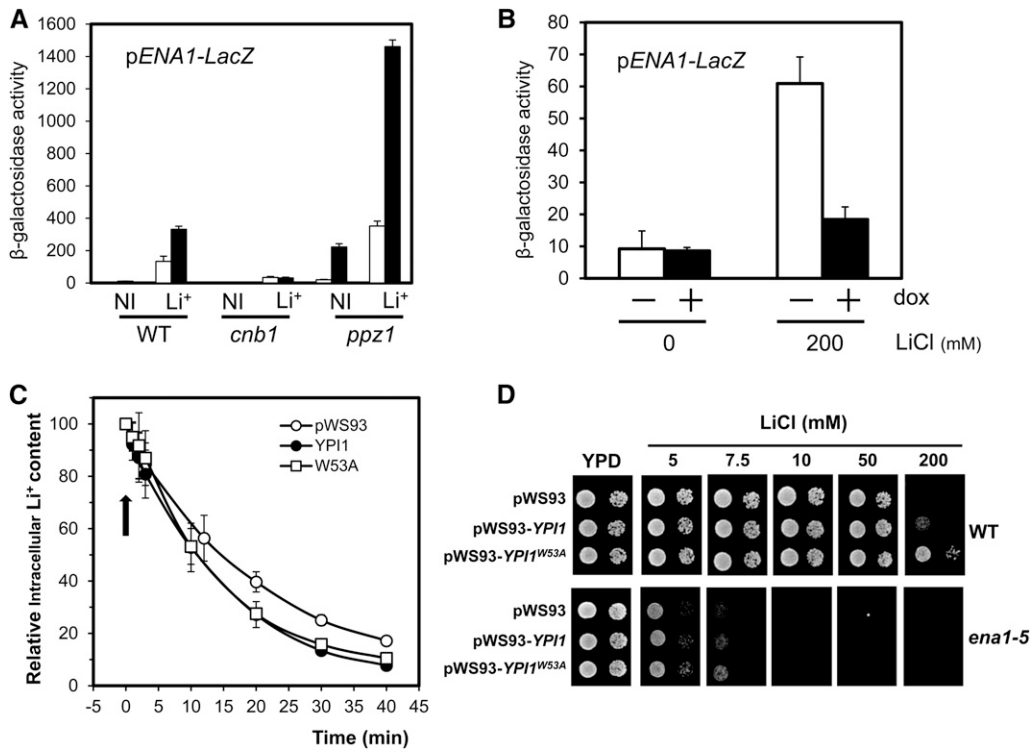 A
pENA1-LacZ
β-galactosidase activity
1600
1400
1200
1000
800
600
400
200
0
NI Li⁺ NI Li⁺ NI Li⁺
WT cnb1 ppz1
B
pENA1-LacZ
β-galactosidase activity
80
70
60
50
40
30
20
10
0
− + − + dox
0 200 LiCl (mM)
C
Relative Intracellular Li⁺ content
100
80
60
40
20
0
pWS93
YPI1
W53A
-5 0 5 10 15 20 25 30 35 40 45
Time (min)
D
LiCl (mM)
YPD 5 7.5 10 50 200
pWS93
pWS93-YPI1
pWS93-YPI1ᵂ⁵³ᴬ
WT
pWS93
pWS93-YPI1
pWS93-YPI1ᵂ⁵³ᴬ
ena1-5